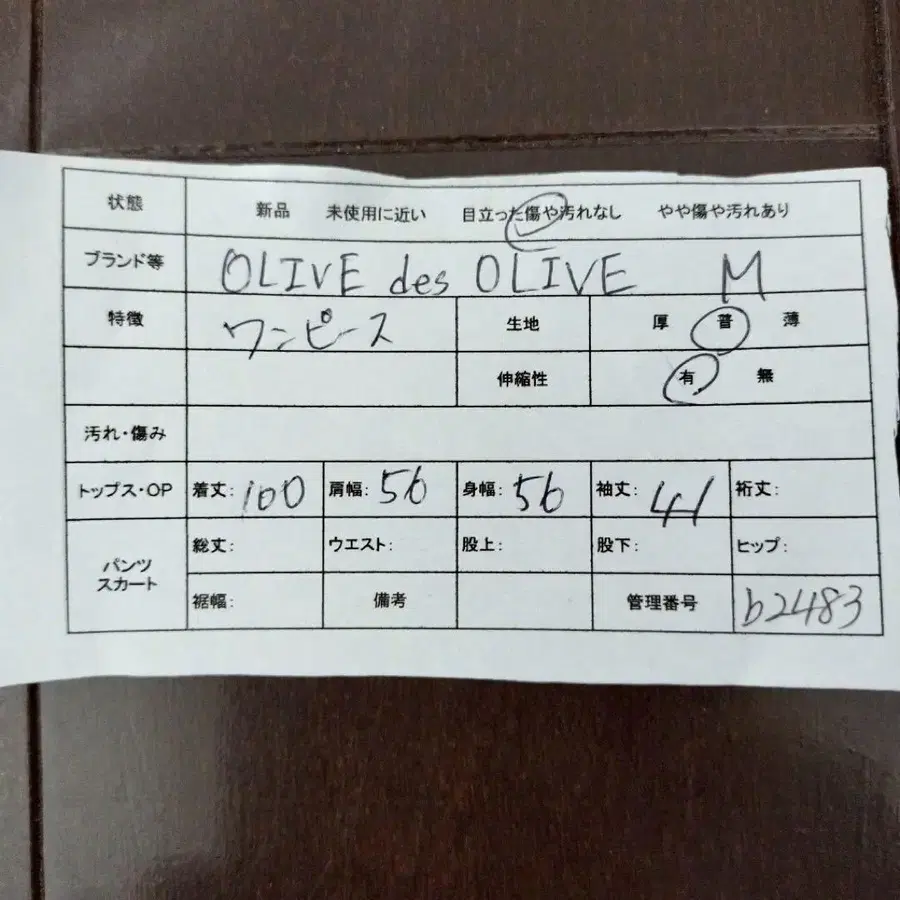 状態 新品 未使用に近い 目立った傷や汚れなし やや傷や汚れあり
ブランド等 OLIVE des OLIVE M
特徴 ワンピース 生地 厚 普 薄
伸縮性 有 無
汚れ・傷み
トップス・OP 着丈: 100 肩幅: 56 身幅: 56 袖丈: 41 裄丈:
パンツ スカート 総丈: ウエスト: 股上: 股下: ヒップ:
裾幅: 備考 管理番号 b2483